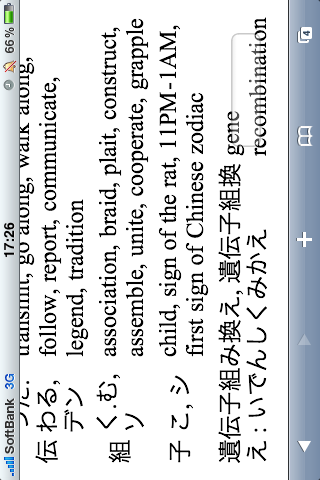 SoftBank 3G 17:26 66%
transmit, go along, walk along,
伝 わる, follow, report, communicate,
デン legend, tradition
く.む, association, braid, plait, construct,
組 ソ assemble, unite, cooperate, grapple
子 こ, シ child, sign of the rat, 11PM-1AM,
first sign of Chinese zodiac
遺伝子組み換え, 遺伝子組換 gene
え : いでんしくみかえ recombination
4